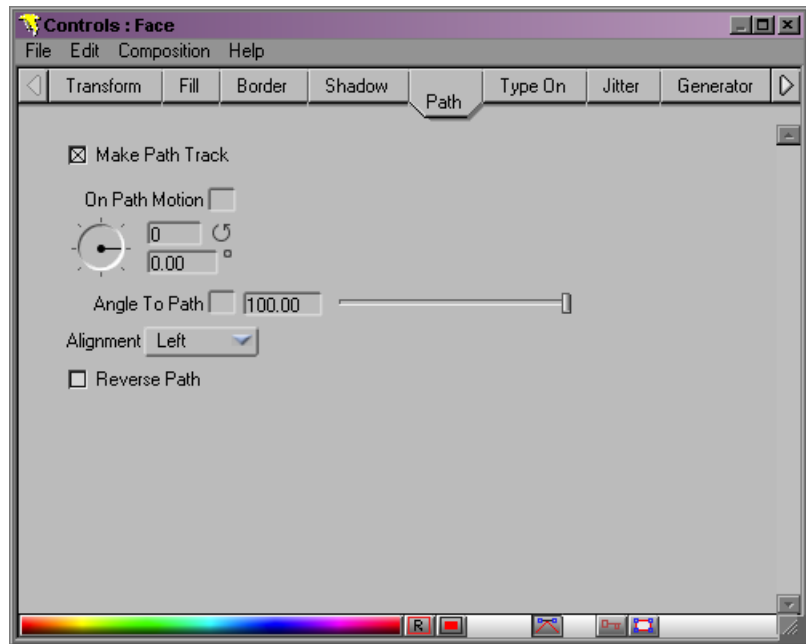 Controls : Face
File Edit Composition Help
Transform Fill Border Shadow Path Type On Jitter Generator
Make Path Track
On Path Motion
0
0.00 °
Angle To Path 100.00
Alignment Left
Reverse Path
R